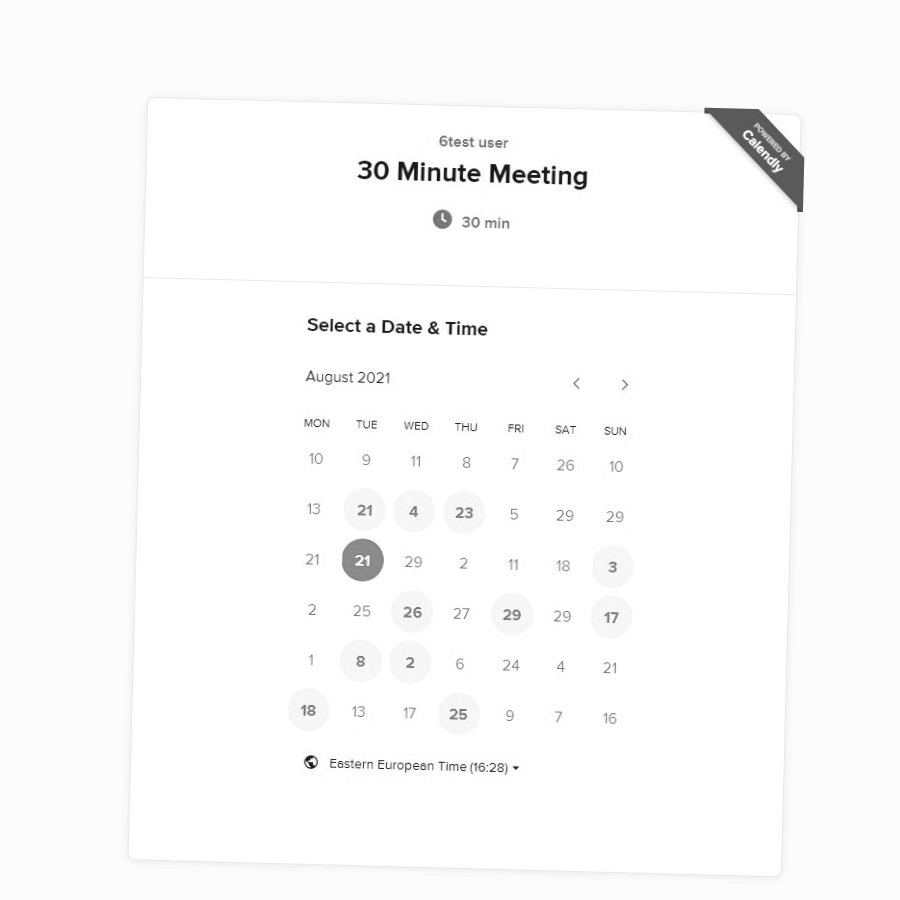 POWERED BY
Calendly
6test user
30 Minute Meeting
30 min
Select a Date & Time
August 2021
MON TUE WED THU FRI SAT SUN
10 9 11 8 7 26 10
13 21 4 23 5 29 29
21 21 29 2 11 18 3
2 25 26 27 29 29 17
1 8 2 6 24 4 21
18 13 17 25 9 7 16
Eastern European Time (16:28)